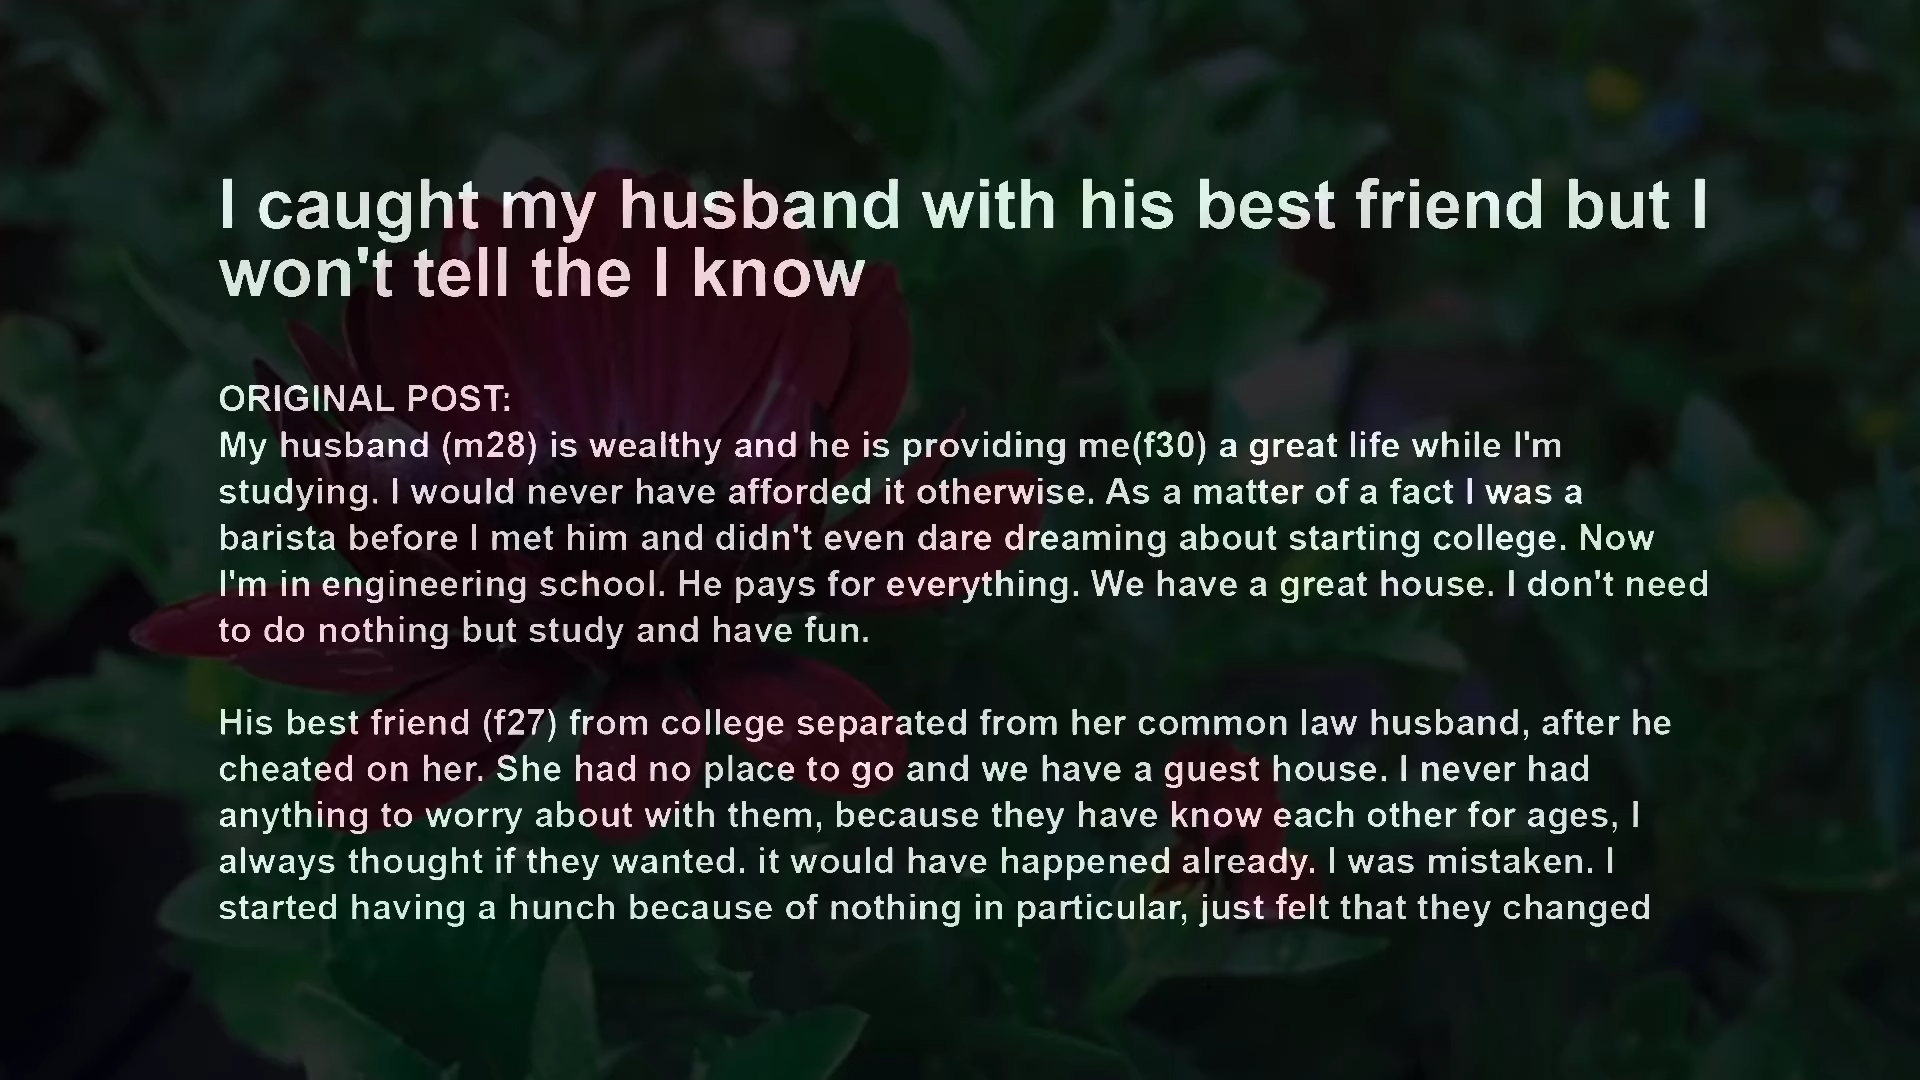 I caught my husband with his best friend but I
won't tell the I know
ORIGINAL POST:
My husband (m28) is wealthy and he is providing me(f30) a great life while I'm
studying. I would never have afforded it otherwise. As a matter of a fact I was a
barista before I met him and didn't even dare dreaming about starting college. Now
I'm in engineering school. He pays for everything. We have a great house. I don't need
to do nothing but study and have fun.
His best friend (f27) from college separated from her common law husband, after he
cheated on her. She had no place to go and we have a guest house. I never had
anything to worry about with them, because they have know each other for ages, I
always thought if they wanted. it would have happened already. I was mistaken. I
started having a hunch because of nothing in particular, just felt that they changed